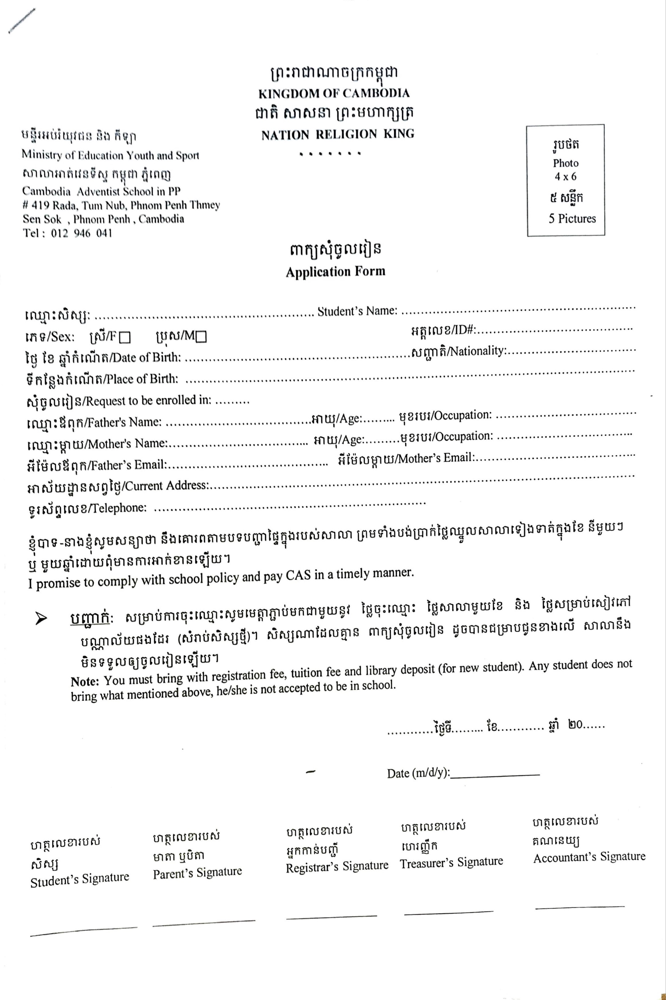 ព្រះរាជាណាចក្រកម្ពុជា
KINGDOM OF CAMBODIA
ជាតិ សាសនា ព្រះមហាក្សត្រ
NATION RELIGION KING
.......
មន្ទីរអប់រំយុវជន និង កីឡា
Ministry of Education Youth and Sport
សាលាអាត់វេនទីស្ទ កម្ពុជា ភ្នំពេញ
Cambodia Adventist School in PP
# 419 Rada, Tum Nub, Phnom Penh Thmey
Sen Sok , Phnom Penh , Cambodia
Tel : 012 946 041
រូបថត
Photo
4 x 6
៥ សន្លឹក
5 Pictures
ពាក្យសុំចូលរៀន
Application Form
ឈ្មោះសិស្ស: ........................................................ Student's Name: ............................................................
ភេទ/Sex: ស្រី/F□ ប្រុស/M□ អត្តលេខ/ID#:........................................
ថ្ងៃ ខែ ឆ្នាំកំណើត/Date of Birth: .........................................................សញ្ជាតិ/Nationality:.................................
ទីកន្លែងកំណើត/Place of Birth: ....................................................................................................................
សុំចូលរៀន/Request to be enrolled in: .........
ឈ្មោះឪពុក/Father's Name: .....................................អាយុ/Age:......... មុខរបរ/Occupation: ....................................
ឈ្មោះម្តាយ/Mother's Name:.................................... អាយុ/Age:.........មុខរបរ/Occupation: ...................................
អីម៉ែលឪពុក/Father's Email:......................................... អីម៉ែលម្តាយ/Mother's Email:.........................................
អាស័យដ្ឋានសព្វថ្ងៃ/Current Address:.............................................................................................................
ទូរស័ព្ទលេខ/Telephone: .....................................................................
ខ្ញុំបាទ-នាងខ្ញុំសូមសន្យាថា នឹងគោរពតាមបទបញ្ជាផ្ទៃក្នុងរបស់សាលា ព្រមទាំងបង់ប្រាក់ថ្លៃឈ្នួលសាលាទៀងទាត់ក្នុងខែ នីមួយៗ
ឬ មួយឆ្នាំដោយពុំមានការអាក់ខានឡើយ។
I promise to comply with school policy and pay CAS in a timely manner.
➢ បញ្ជាក់: សម្រាប់ការចុះឈ្មោះសូមមេត្តាភ្ជាប់មកជាមួយនូវ ថ្លៃចុះឈ្មោះ ថ្លៃសាលាមួយខែ និង ថ្លៃសម្រាប់សៀវភៅ
បណ្ណាល័យផងដែរ (សំរាប់សិស្សថ្មី)។ សិស្សណាដែលគ្មាន ពាក្យសុំចូលរៀន ដូចបានជម្រាបជូនខាងលើ សាលានឹង
មិនទទួលឲ្យចូលរៀនឡើយ។
Note: You must bring with registration fee, tuition fee and library deposit (for new student). Any student does not
bring what mentioned above, he/she is not accepted to be in school.
............ថ្ងៃទី......... ខែ............ ឆ្នាំ ២០......
Date (m/d/y):_______________
ហត្ថលេខារបស់ ហត្ថលេខារបស់ ហត្ថលេខារបស់ ហត្ថលេខារបស់ ហត្ថលេខារបស់
សិស្ស មាតា ឬបិតា អ្នកកាន់បញ្ជី ហេរញ្ញឹក គណនេយ្យ
Student's Signature Parent's Signature Registrar's Signature Treasurer's Signature Accountant's Signature